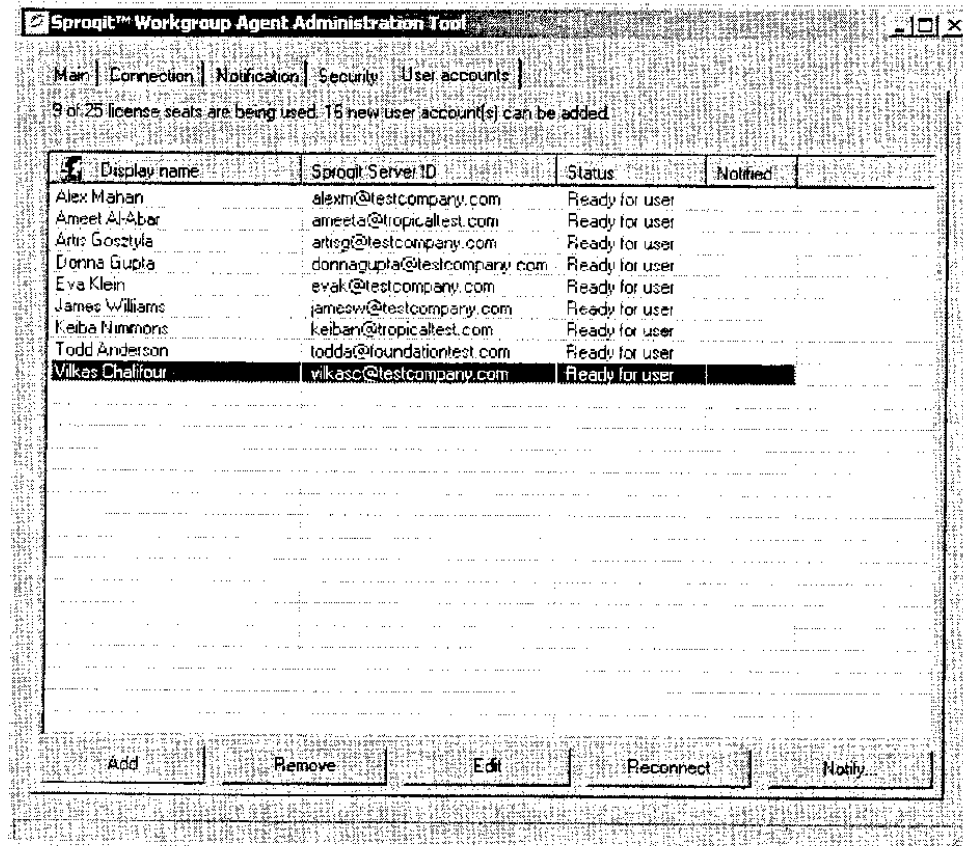 Sproqit™ Workgroup Agent Administration Tool
Main Connection Notification Security User accounts
9 of 25 license seats are being used. 16 new user account(s) can be added.
Display name Sproqit Server ID Status Notified
Alex Mahan alexm@testcompany.com Ready for user
Ameet Al-Abar ameeta@tropicaltest.com Ready for user
Artis Gosztyla artisg@testcompany.com Ready for user
Donna Gupta donnagupta@testcompany.com Ready for user
Eva Klein evak@testcompany.com Ready for user
James Williams jamesw@testcompany.com Ready for user
Keiba Nimmons keiban@tropicaltest.com Ready for user
Todd Anderson todda@foundationtest.com Ready for user
Vilkas Chalifour vilkasc@testcompany.com Ready for user
Add Remove Edit Reconnect Notify...